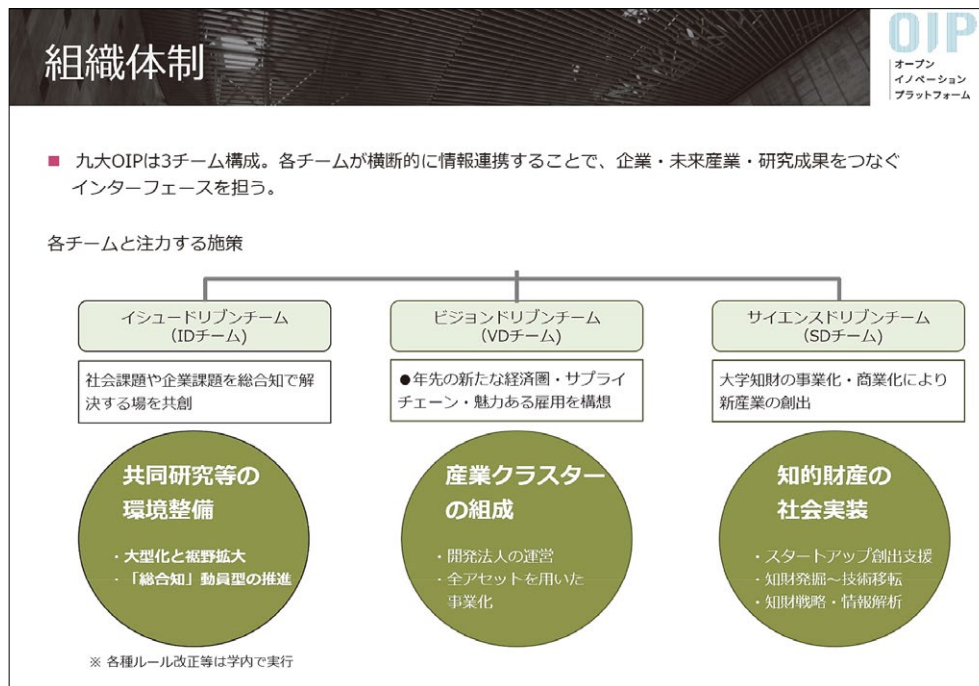 組織体制
OIP
オープン
イノベーション
プラットフォーム
■ 九大OIPは3チーム構成。各チームが横断的に情報連携することで、企業・未来産業・研究成果をつなぐ
インターフェースを担う。
各チームと注力する施策
イシュードリブンチーム
(IDチーム)
社会課題や企業課題を総合知で解
決する場を共創
共同研究等の
環境整備
・大型化と裾野拡大
・「総合知」動員型の推進
※ 各種ルール改正等は学内で実行
ビジョンドリブンチーム
(VDチーム)
●年先の新たな経済圏・サプライ
チェーン・魅力ある雇用を構想
産業クラスター
の組成
・開発法人の運営
・全アセットを用いた
事業化
サイエンスドリブンチーム
(SDチーム)
大学知財の事業化・商業化により
新産業の創出
知的財産の
社会実装
・スタートアップ創出支援
・知財発掘～技術移転
・知財戦略・情報解析